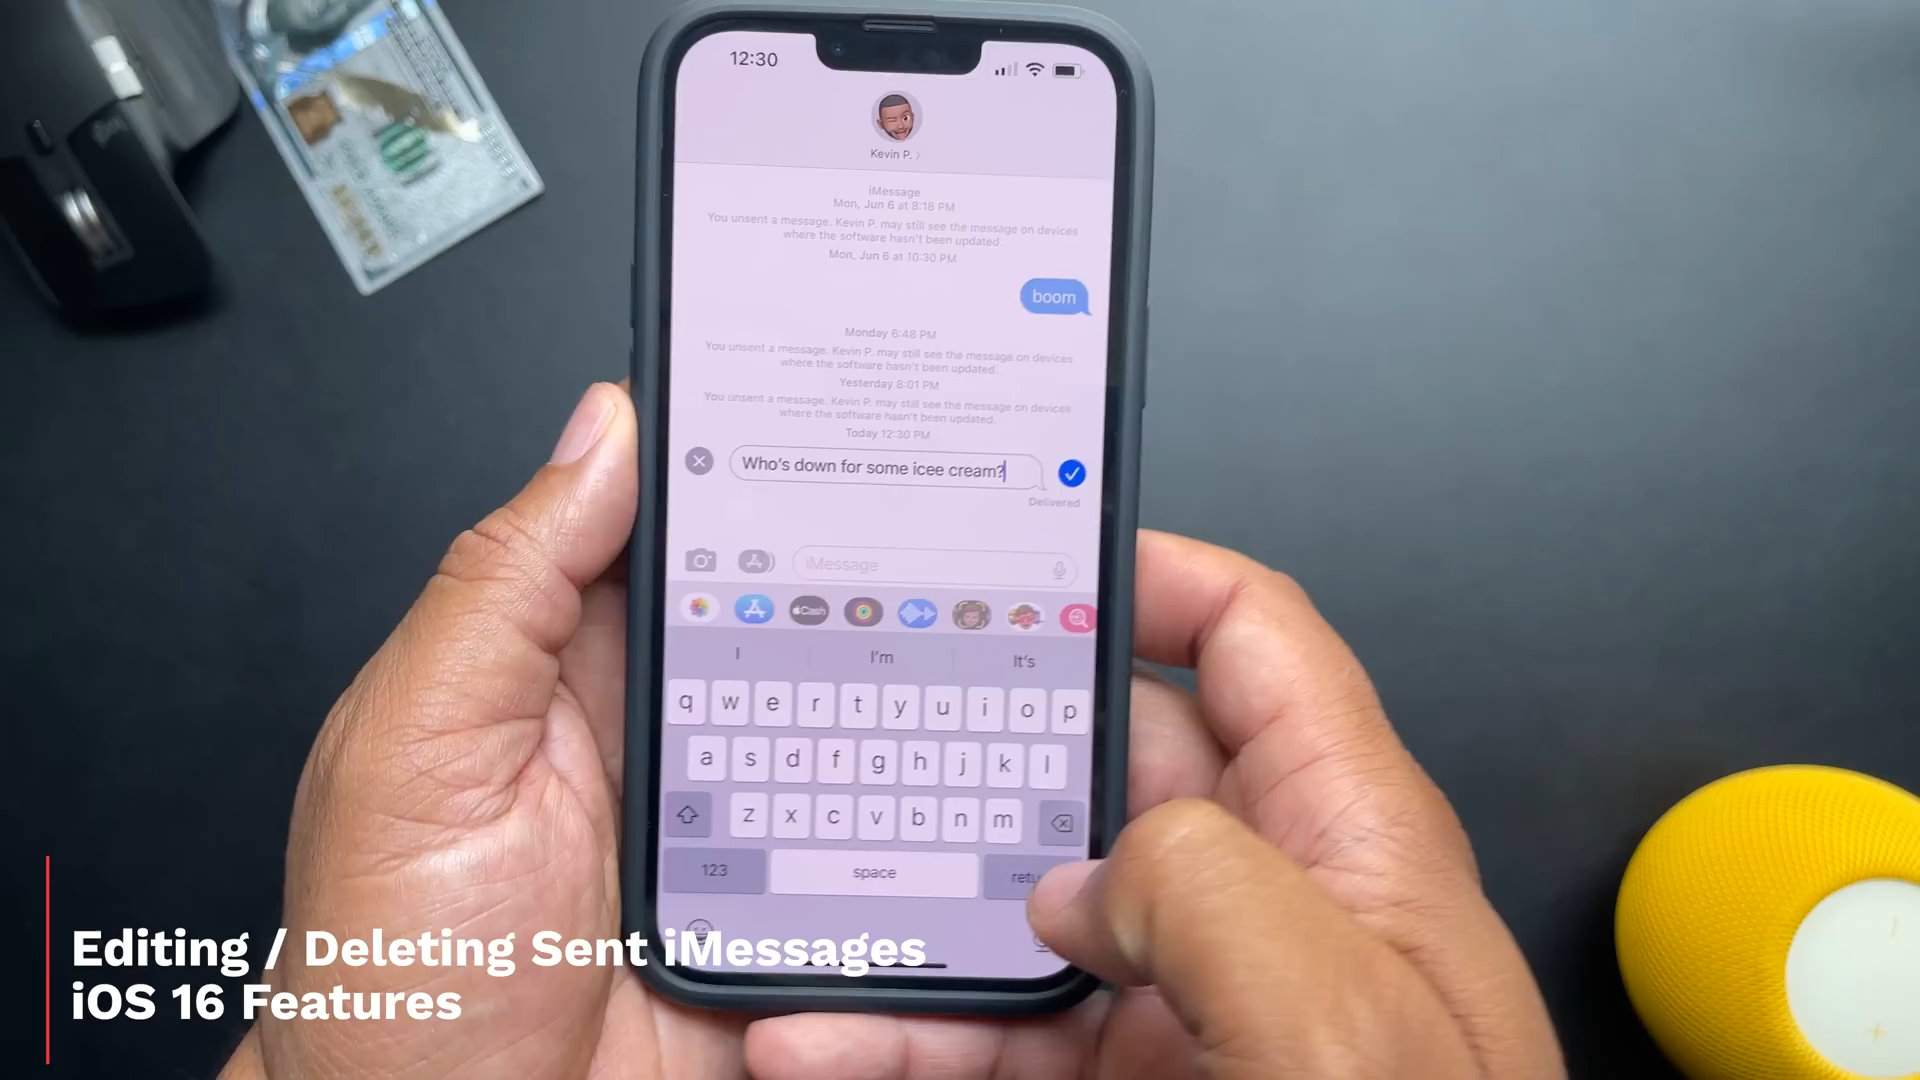 12:30
Kevin P. >
iMessage
Mon, Jun 6 at 8:18 PM
You unsent a message. Kevin P. may still see the message on devices
where the software hasn't been updated.
Mon, Jun 6 at 10:30 PM
boom
Monday 6:48 PM
You unsent a message. Kevin P. may still see the message on devices
where the software hasn't been updated.
Yesterday 8:01 PM
You unsent a message. Kevin P. may still see the message on devices
where the software hasn't been updated.
Today 12:30 PM
Who's down for some icee cream?
Delivered
iMessage
Cash
I I'm It's
q w e r t y u i o p
a s d f g h j k l
z x c v b n m
123 space retu
Editing / Deleting Sent iMessages
iOS 16 Features